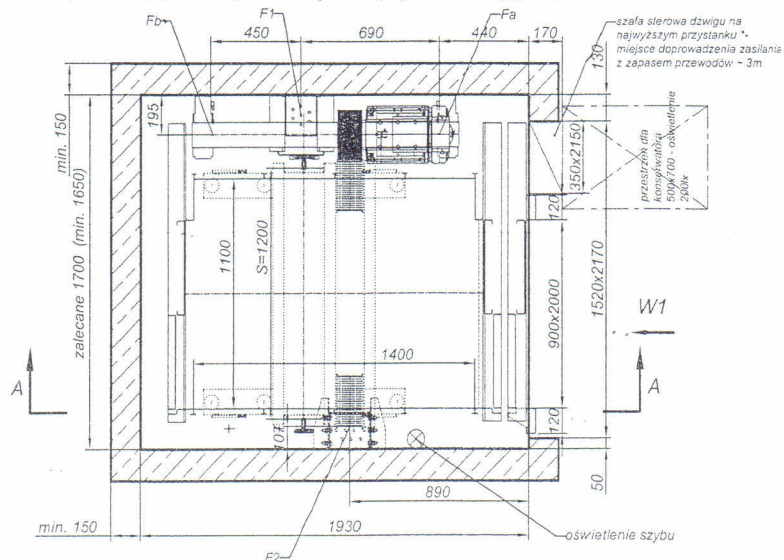 Fb
F1
Fa
450
690
440
170
szafa sterowa dźwigu na
najwyższym przystanku *-
miejsce doprowadzenia zasilania
z zapasem przewodów ~ 3m
130
min. 150
195
przestrzeń dla
konserwatora
500x700 - oświetlenie
200lx
350x2150
120
zalecane 1700 (min. 1650)
1100
S=1200
900x2000
1520x2170
W1
1400
A
A
107
120
50
890
min. 150
1930
oświetlenie szybu
F2